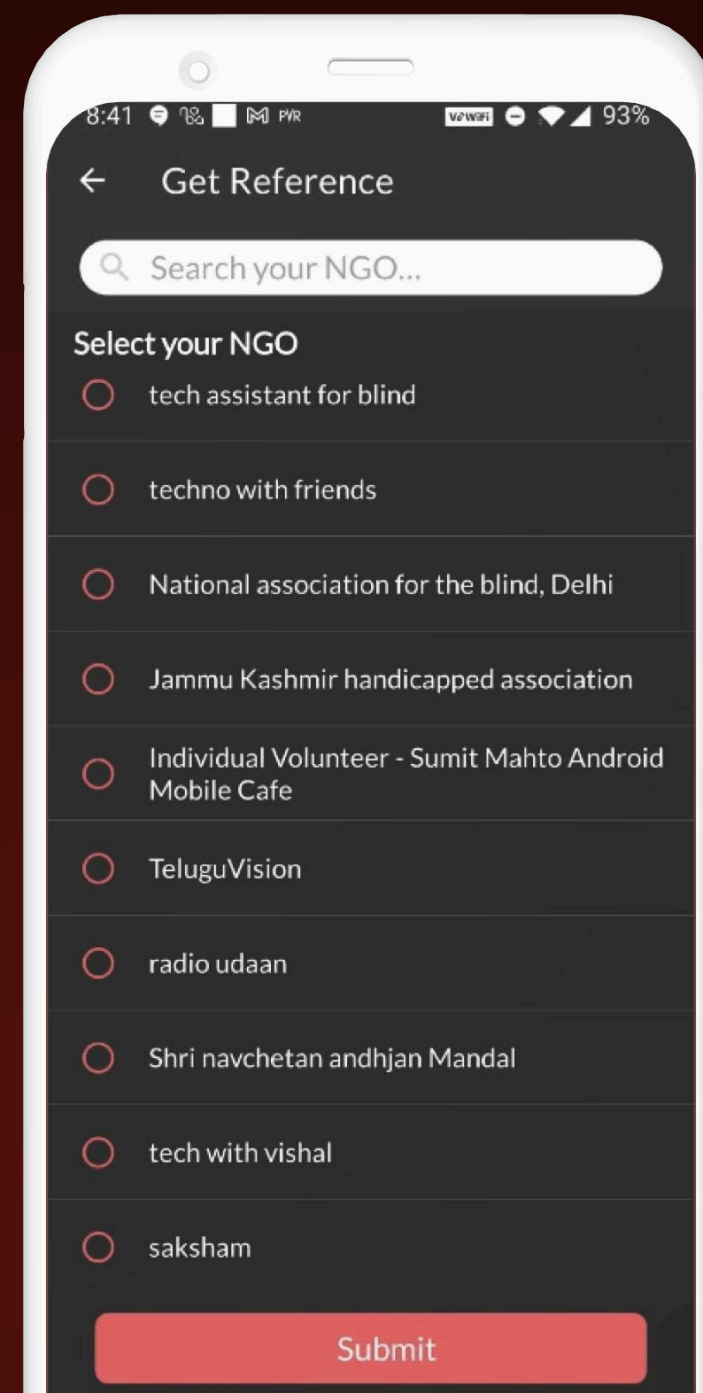 8:41 PVR VoWiFi 93%
Get Reference
Search your NGO...
Select your NGO
tech assistant for blind
techno with friends
National association for the blind, Delhi
Jammu Kashmir handicapped association
Individual Volunteer - Sumit Mahto Android
Mobile Cafe
TeluguVision
radio udaan
Shri navchetan andhjan Mandal
tech with vishal
saksham
Submit